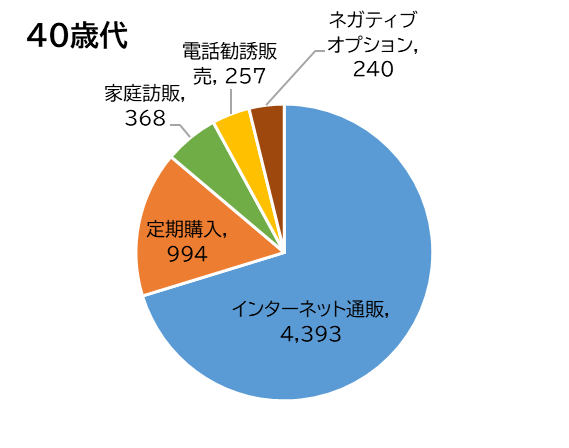 40歳代
ネガティブ
オプション,
240
電話勧誘販
売, 257
家庭訪販,
368
定期購入,
994
インターネット通販,
4,393